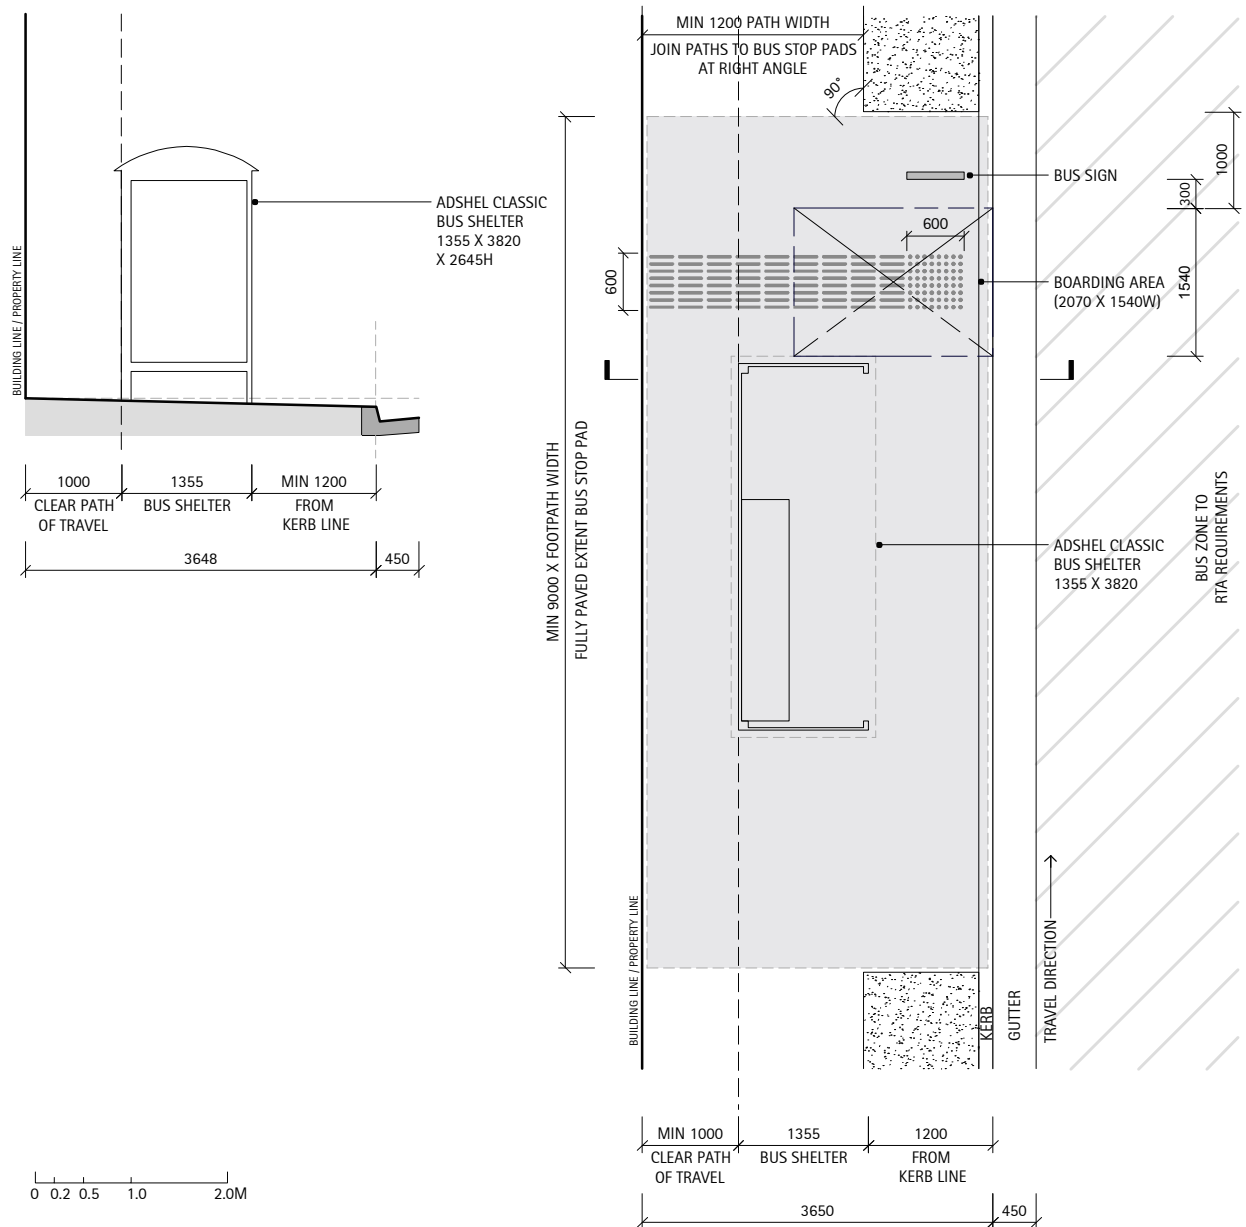 BUILDING LINE / PROPERTY LINE
ADSHEL CLASSIC
BUS SHELTER
1355 X 3820
X 2645H
1000
CLEAR PATH
OF TRAVEL
1355
BUS SHELTER
MIN 1200
FROM
KERB LINE
3648
450
0 0.2 0.5 1.0 2.0M
MIN 1200 PATH WIDTH
JOIN PATHS TO BUS STOP PADS
AT RIGHT ANGLE
90°
BUS SIGN
1000
300
600
600
BOARDING AREA
(2070 X 1540W)
1540
MIN 9000 X FOOTPATH WIDTH
FULLY PAVED EXTENT BUS STOP PAD
ADSHEL CLASSIC
BUS SHELTER
1355 X 3820
BUS ZONE TO
RTA REQUIREMENTS
BUILDING LINE / PROPERTY LINE
KERB
GUTTER
TRAVEL DIRECTION
MIN 1000
CLEAR PATH
OF TRAVEL
1355
BUS SHELTER
1200
FROM
KERB LINE
3650
450